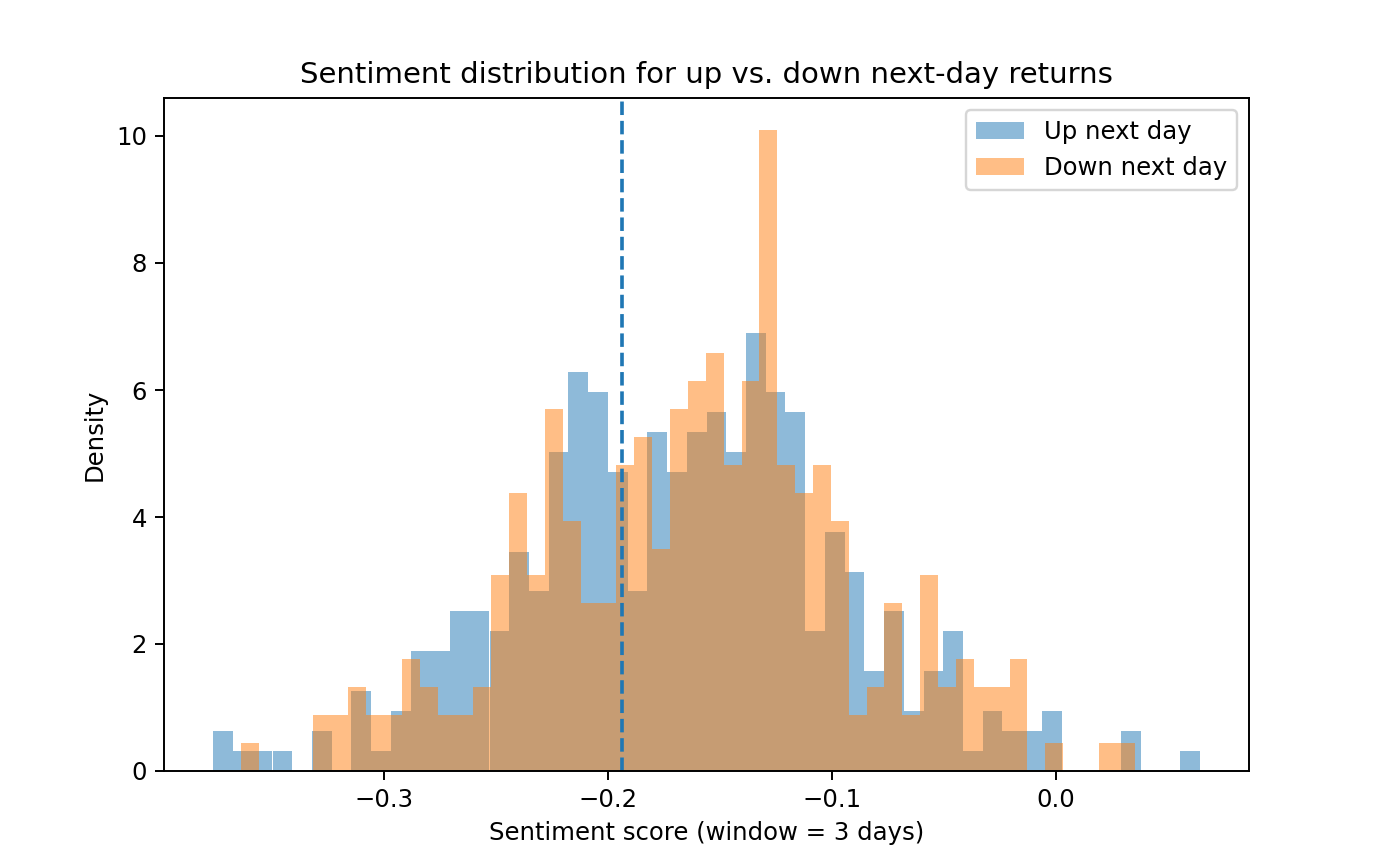 Sentiment distribution for up vs. down next-day returns
Up next day
Down next day
10
8
6
4
2
0
Density
−0.3
−0.2
−0.1
0.0
Sentiment score (window = 3 days)